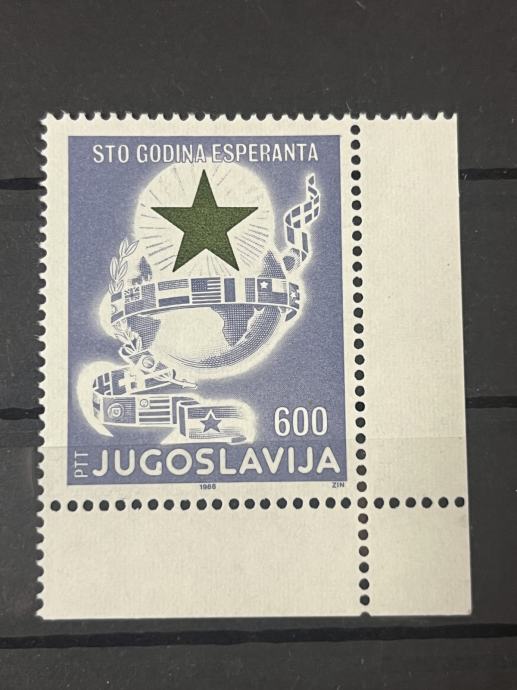 STO GODINA ESPERANTA
600
PTT JUGOSLAVIJA
1988 ZIN